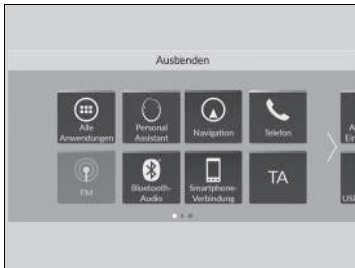 Ausbenden
Alle
Anwendungen
Personal
Assistant
Navigation
Telefon
FM
Bluetooth-
Audio
Smartphone-
Verbindung
TA